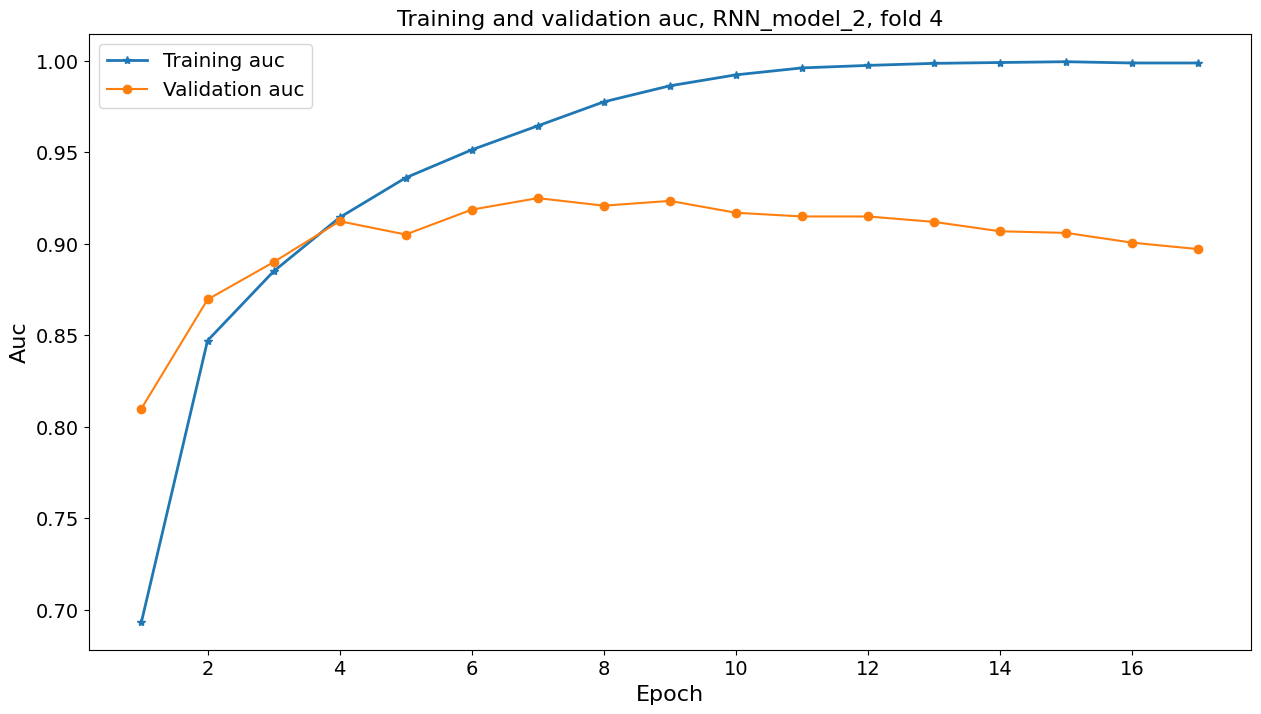 Training and validation auc, RNN_model_2, fold 4
Training auc
Validation auc
1.00
0.95
0.90
0.85
0.80
0.75
0.70
Auc
2 4 6 8 10 12 14 16
Epoch